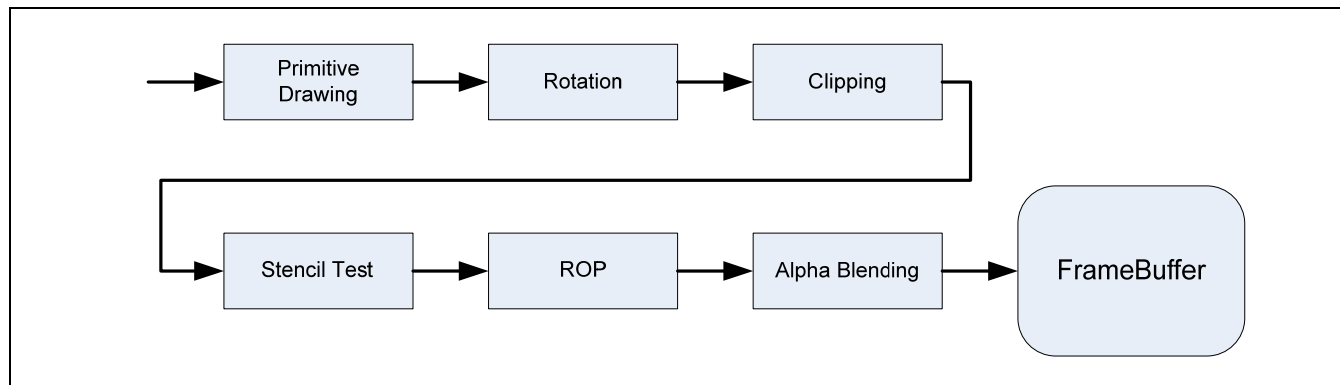 Primitive
Drawing
Rotation
Clipping
Stencil Test
ROP
Alpha Blending
FrameBuffer